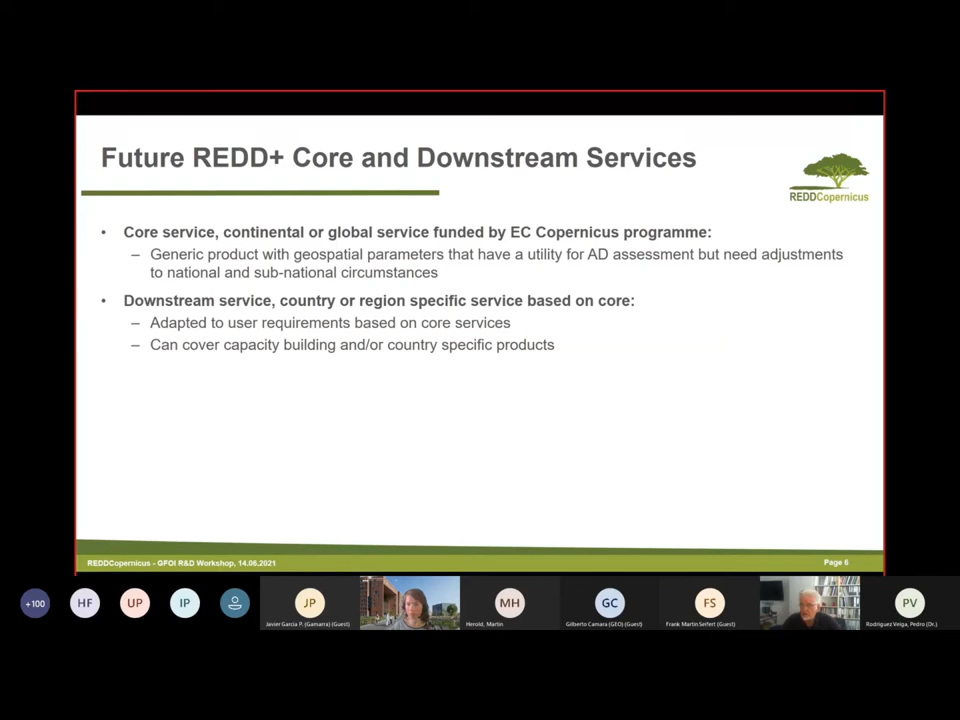 Future REDD+ Core and Downstream Services
REDDCopernicus
• Core service, continental or global service funded by EC Copernicus programme:
– Generic product with geospatial parameters that have a utility for AD assessment but need adjustments
to national and sub-national circumstances
• Downstream service, country or region specific service based on core:
– Adapted to user requirements based on core services
– Can cover capacity building and/or country specific products
REDDCopernicus - GFOI R&D Workshop, 14.06.2021
Page 6
+100
HF
UP
IP
JP
MH
GC
FS
PV
Javier Garcia P. (Gamarra) (Guest)
Herold, Martin
Gilberto Camara (GEO) (Guest)
Frank Martin Seifert (Guest)
Rodriguez Veiga, Pedro (Dr.)